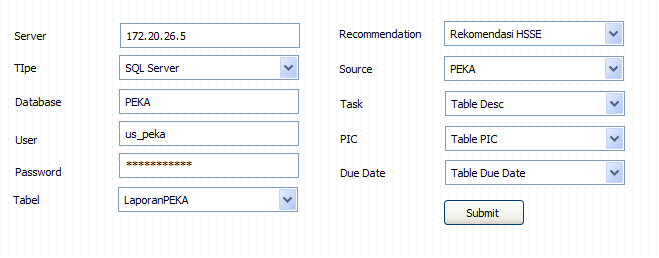 Server 172.20.26.5
TIpe SQL Server
Database PEKA
User us_peka
Password ***********
Tabel LaporanPEKA
Recommendation Rekomendasi HSSE
Source PEKA
Task Table Desc
PIC Table PIC
Due Date Table Due Date
Submit